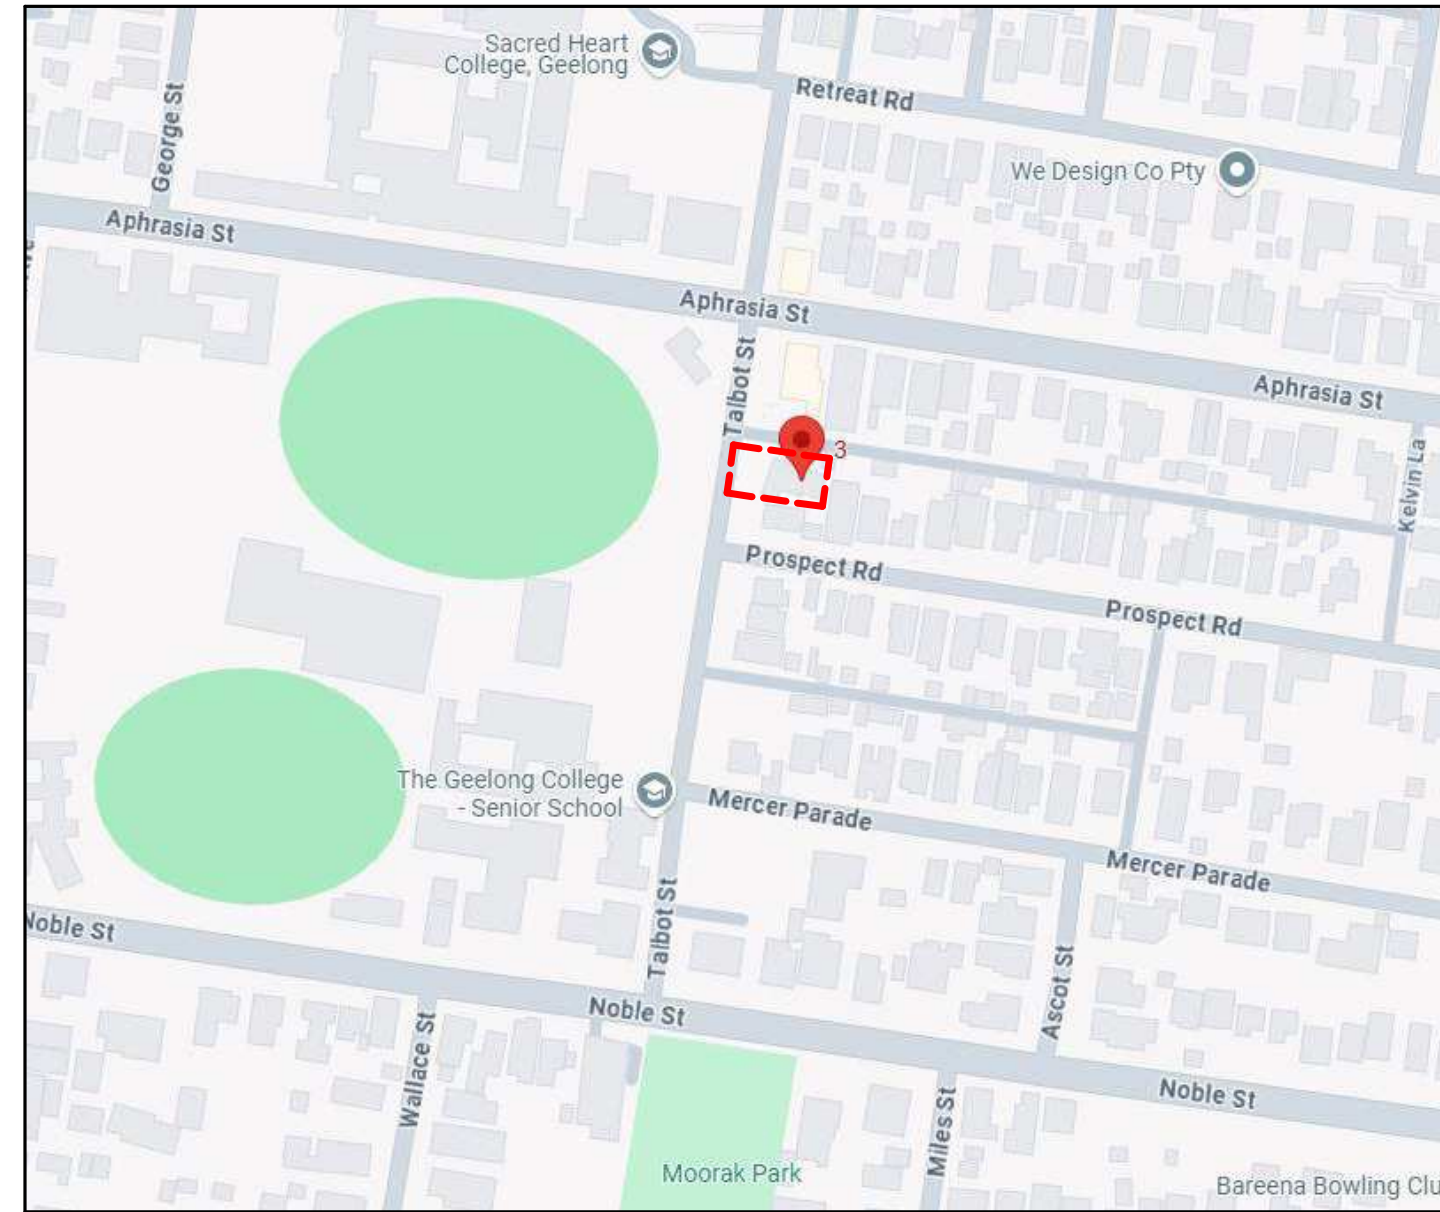 Sacred Heart
College, Geelong
Retreat Rd
George St
We Design Co Pty
Aphrasia St
Aphrasia St
Talbot St
Aphrasia St
3
Kelvin La
Prospect Rd
Prospect Rd
The Geelong College
- Senior School
Mercer Parade
Mercer Parade
Talbot St
Noble St
Ascot St
Noble St
Wallace St
Miles St
Noble St
Moorak Park
Bareena Bowling Clu